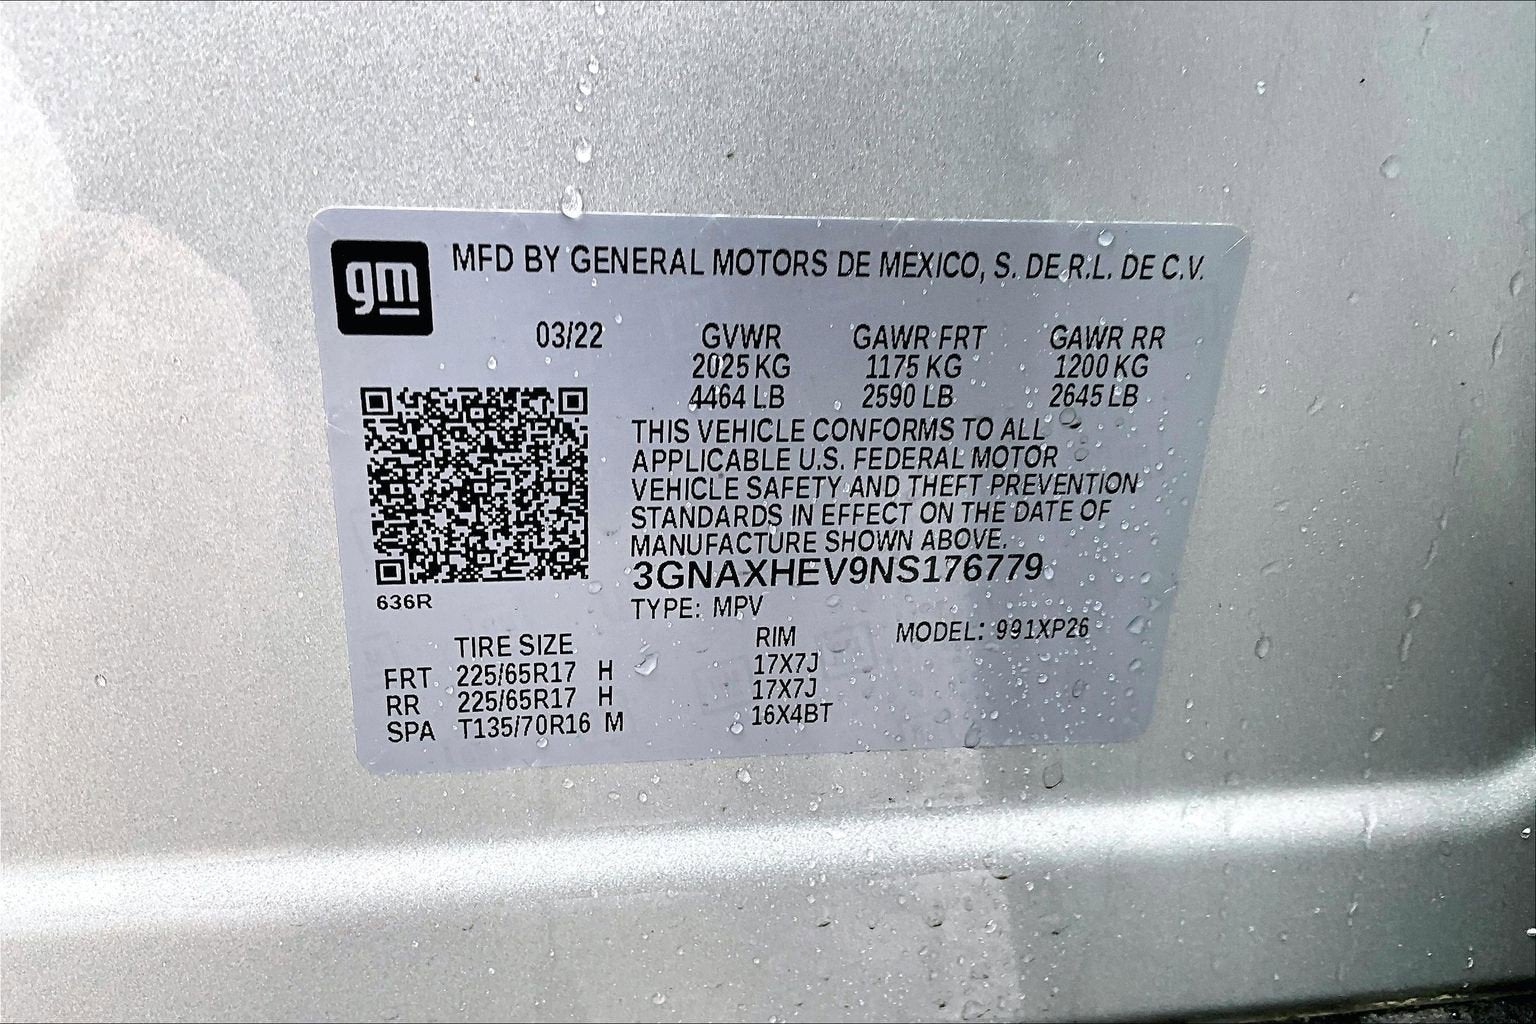 gm MFD BY GENERAL MOTORS DE MEXICO, S. DE R.L. DE C.V.
03/22 GVWR GAWR FRT GAWR RR
2025 KG 1175 KG 1200 KG
4464 LB 2590 LB 2645 LB
THIS VEHICLE CONFORMS TO ALL
APPLICABLE U.S. FEDERAL MOTOR
VEHICLE SAFETY AND THEFT PREVENTION
STANDARDS IN EFFECT ON THE DATE OF
MANUFACTURE SHOWN ABOVE.
3GNAXHEV9NS176779
636R
TYPE: MPV
MODEL: 991XP26
TIRE SIZE RIM
FRT 225/65R17 H 17X7J
RR 225/65R17 H 17X7J
SPA T135/70R16 M 16X4BT